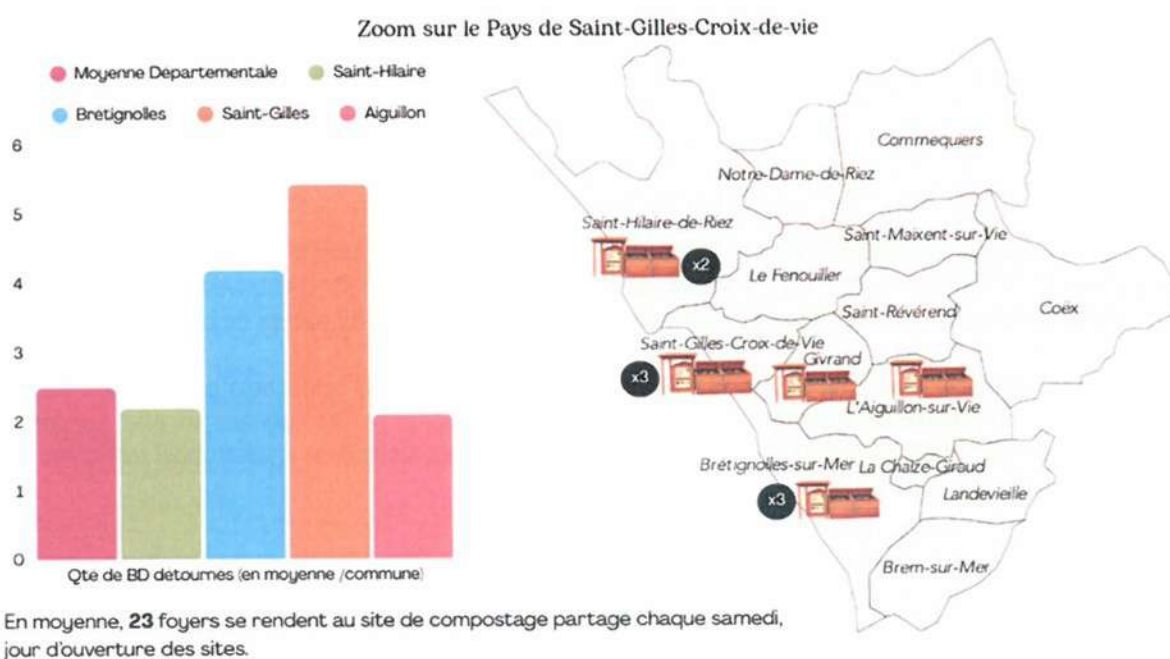 Zoom sur le Pays de Saint-Gilles-Croix-de-vie
Moyenne Départementale
Saint-Hilaire
Bretignolles
Saint-Gilles
Aiguillon
6
5
4
3
2
1
0
Qte de BD detournes (en moyenne /commune)
Commequiers
Notre-Dame-de-Riez
Saint-Hilaire-de-Riez
x2
Saint-Maixent-sur-Vie
Le Fenouiller
Coëx
Saint-Révérend
Saint-Gilles-Croix-de-Vie
x3
Givrand
L'Aiguillon-sur-Vie
Brétignolles-sur-Mer
La Chaize-Giraud
x3
Landevieille
Brem-sur-Mer
En moyenne, 23 foyers se rendent au site de compostage partage chaque samedi,
jour d'ouverture des sites.